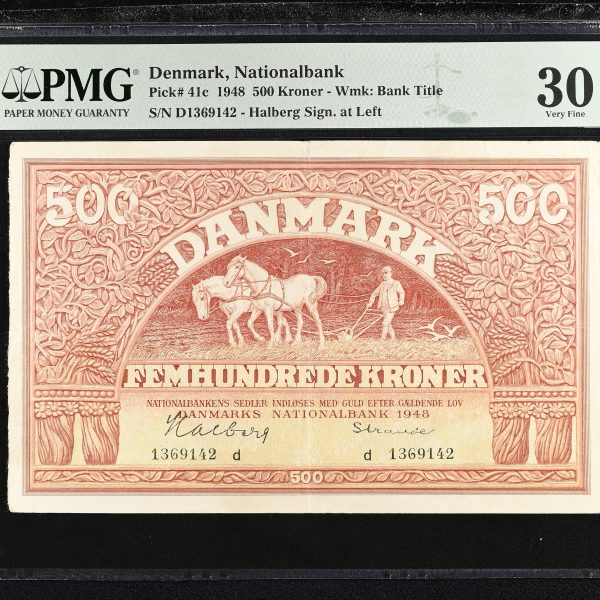 PMG
PAPER MONEY GUARANTY
Denmark, Nationalbank
Pick# 41c 1948 500 Kroner - Wmk: Bank Title
S/N D1369142 - Halberg Sign. at Left
30
Very Fine
500 500
DANMARK
FEMHUNDREDE KRONER
NATIONALBANKENS SEDLER INDLØSES MED GULD EFTER GÆLDENDE LOV
DANMARKS NATIONALBANK 1948
Halberg Strande
1369142 d d 1369142
500